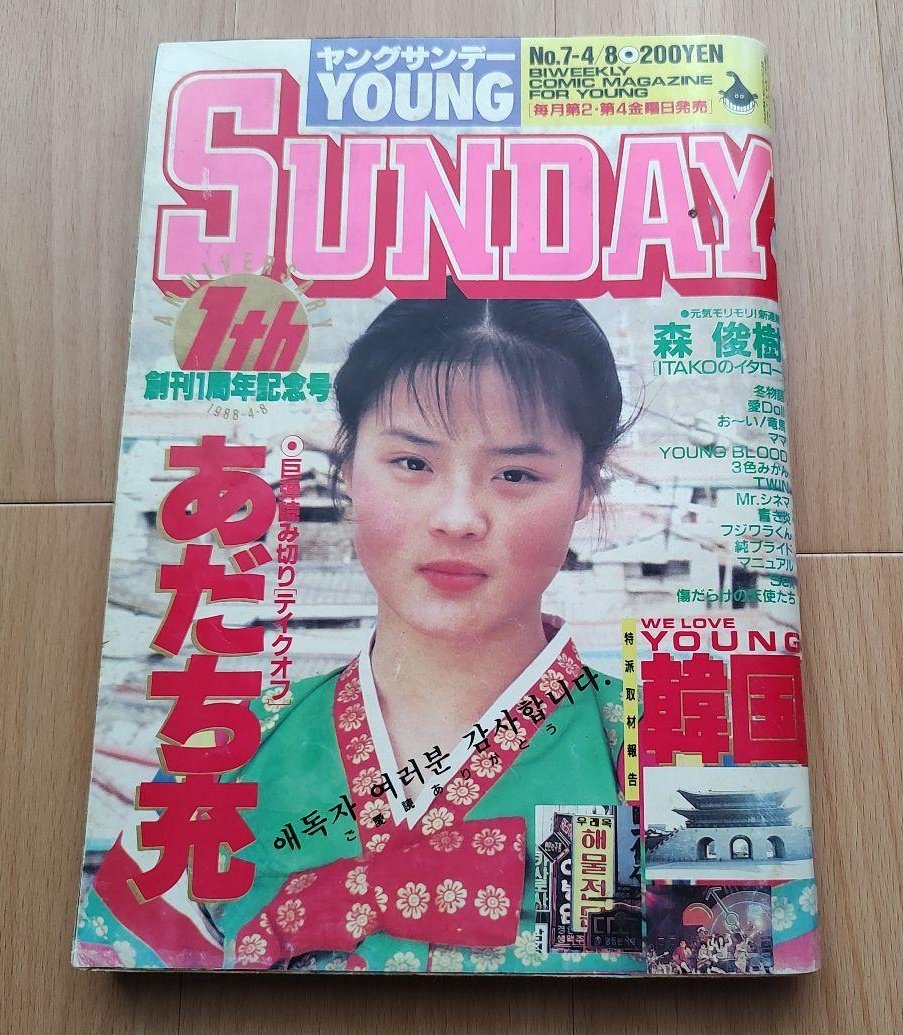 ヤングサンデー
YOUNG
SUNDAY
No.7-4/8 200YEN
BIWEEKLY
COMIC MAGAZINE
FOR YOUNG
[毎月第2・第4金曜日発売]
ANNIVERSARY
1th
創刊1周年記念号
1988-4-8
●巨弾読み切り[テイクオフ]
あだち充
●元気モリモリ!新連載
森 俊樹
『ITAKOのイタロー
冬物語
愛Doll
お〜い!竜馬
ママ
YOUNG BLOOD
3色みかん
TWIN
Mr.シネマ
青き炎
フジワラくん
純ブライド
マニュアル
Sex
傷だらけの天使たち
特派取材報告
WE LOVE
YOUNG
韓国
애독자 여러분 감사합니다.
ご愛読ありがとう
우래옥
해물전